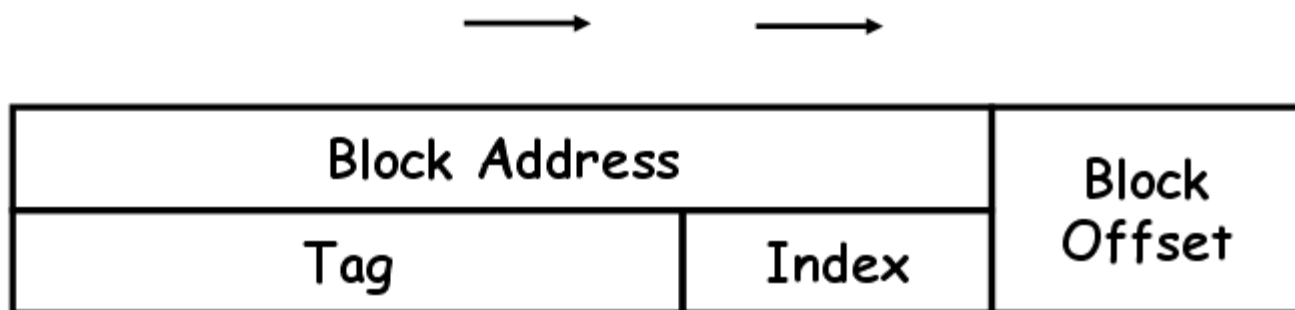 Block Address
Block
Offset
Tag
Index